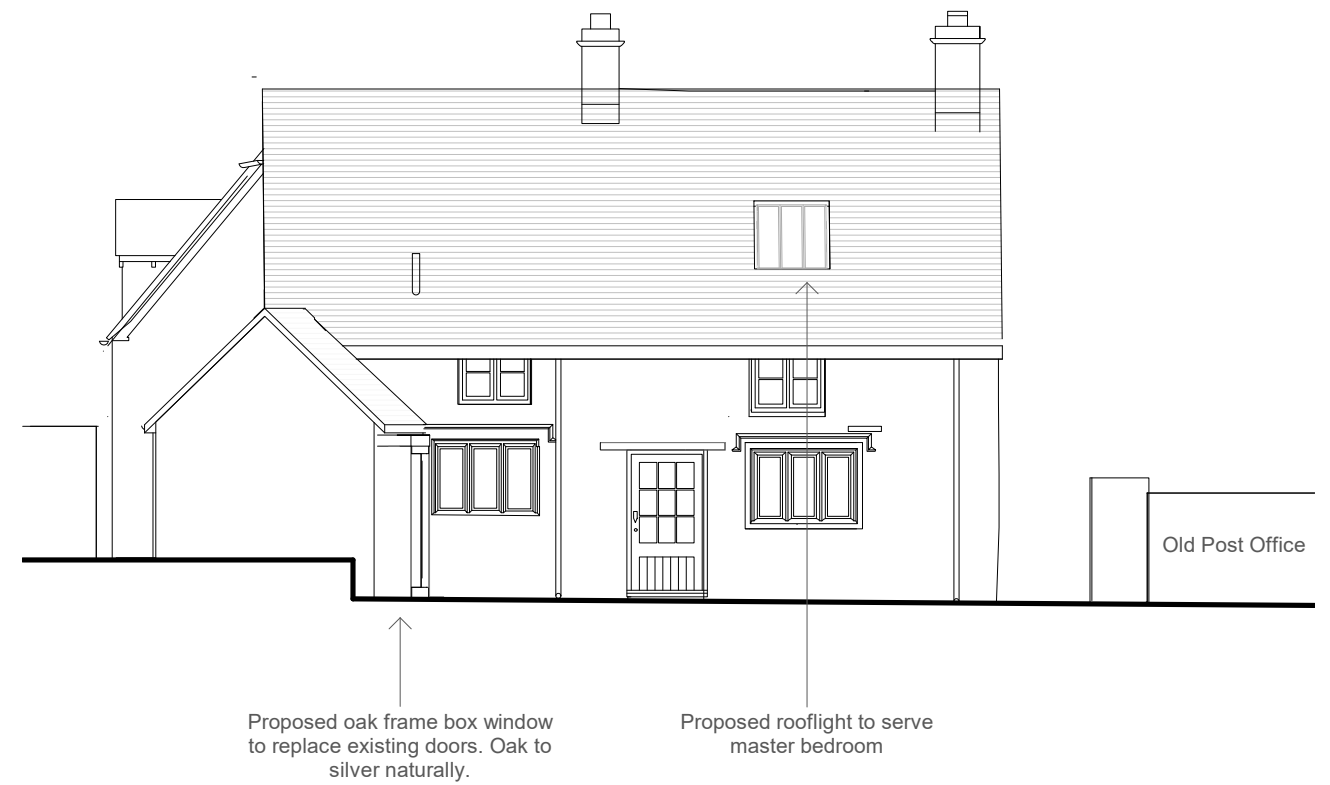 Old Post Office
Proposed oak frame box window
to replace existing doors. Oak to
silver naturally.
Proposed rooflight to serve
master bedroom